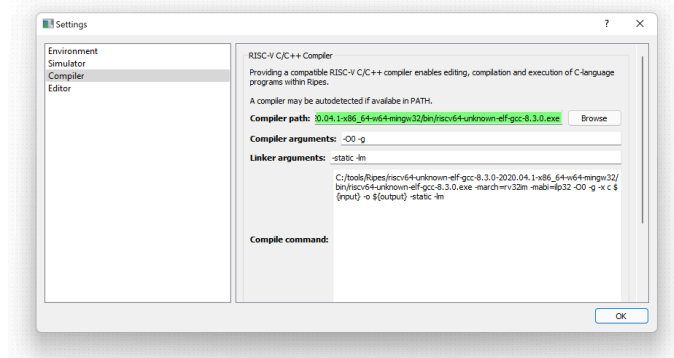 Settings
?
Environment
Simulator
Compiler
Editor
RISC-V C/C++ Compiler
Providing a compatible RISC-V C/C++ compiler enables editing, compilation and execution of C-language
programs within Ripes.
A compiler may be autodetected if availabe in PATH.
Compiler path: 20.04.1-x86_64-w64-mingw32/bin/riscv64-unknown-elf-gcc-8.3.0.exe Browse
Compiler arguments: -O0 -g
Linker arguments: -static -lm
C:/tools/Ripes/riscv64-unknown-elf-gcc-8.3.0-2020.04.1-x86_64-w64-mingw32/
bin/riscv64-unknown-elf-gcc-8.3.0.exe -march=rv32im -mabi=ilp32 -O0 -g -x c $
{input} -o ${output} -static -lm
Compile command:
OK